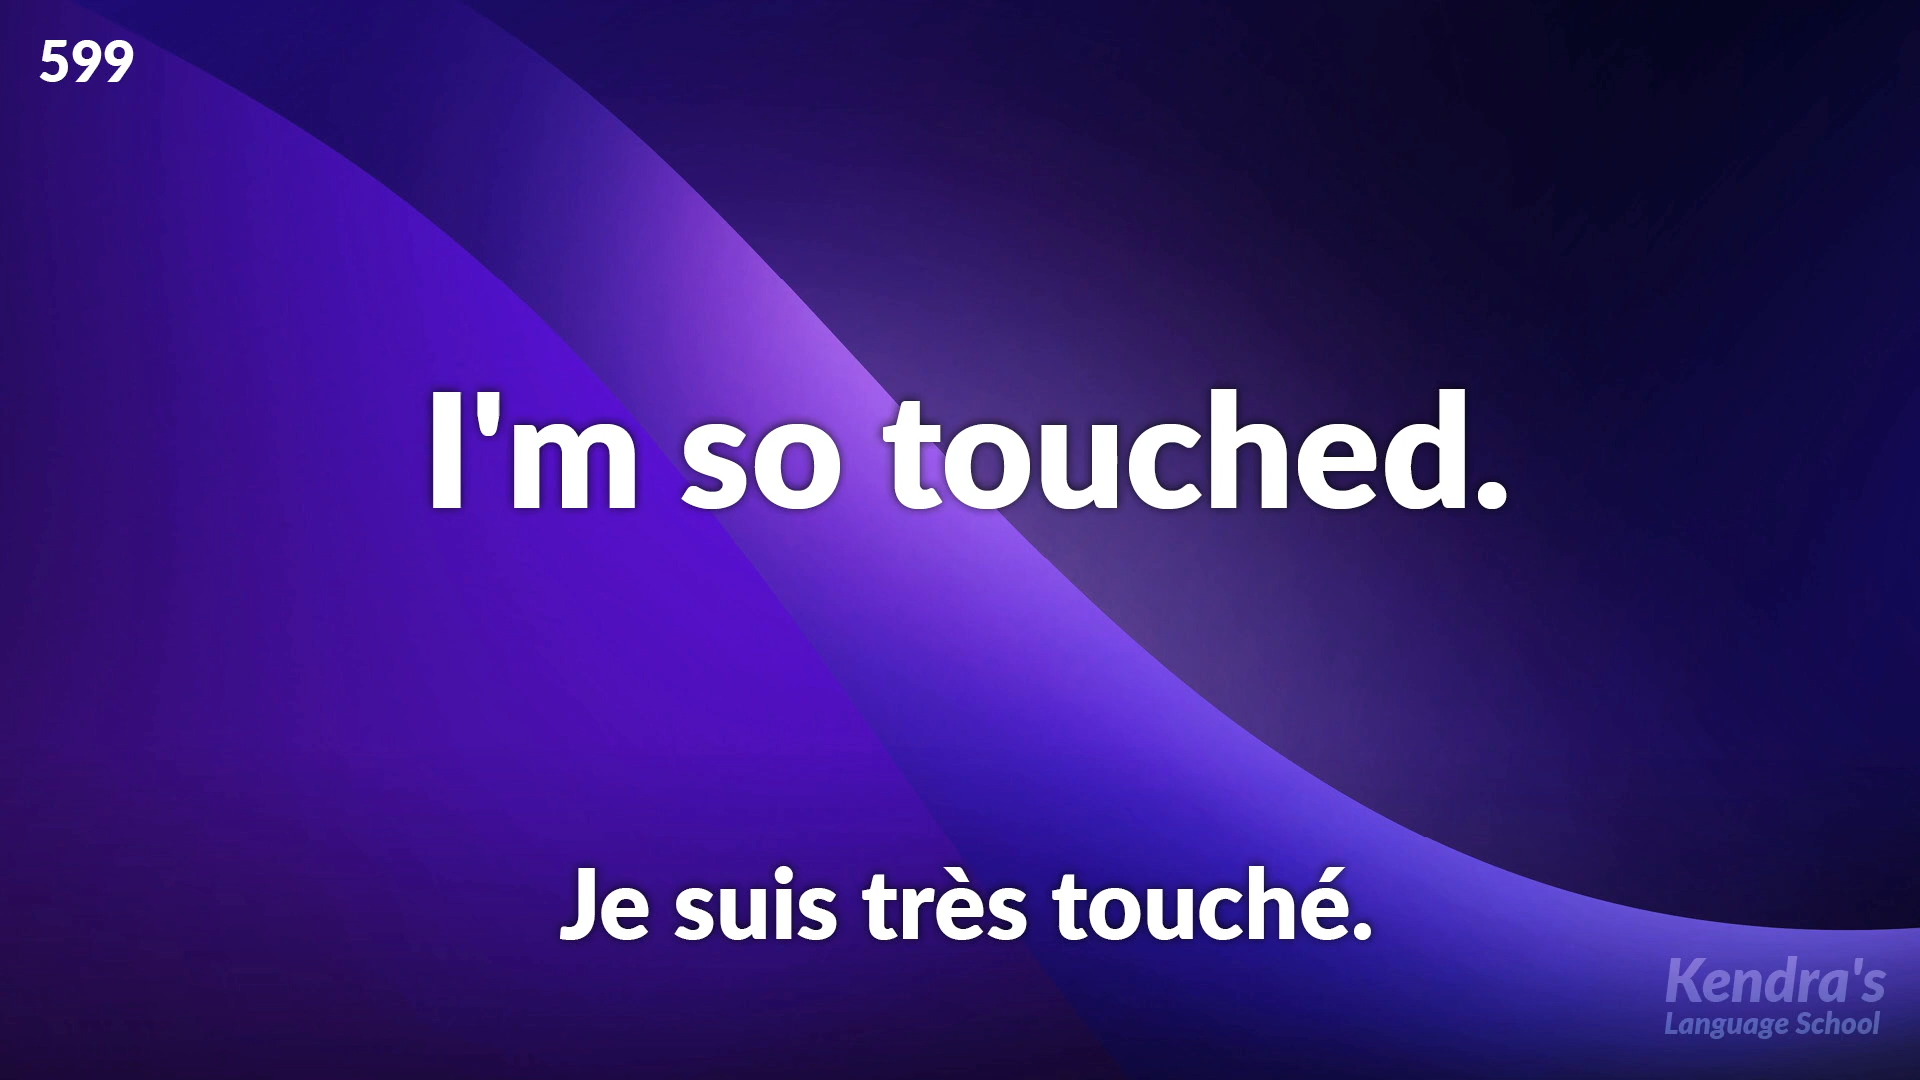 599
I'm so touched.
Je suis très touché.
Kendra's
Language School